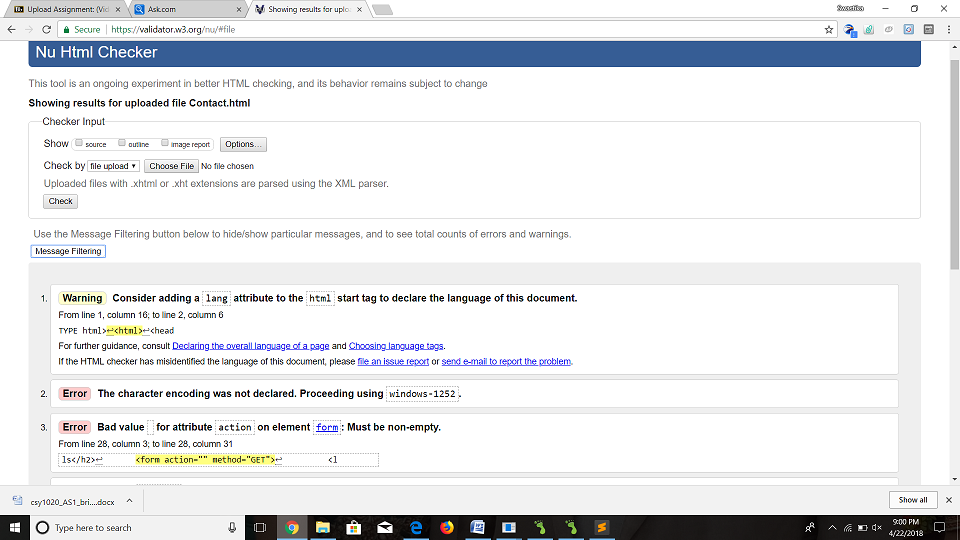 Upload Assignment: (Vid
Ask.com
Showing results for uplo
Swastika
Secure https://validator.w3.org/nu/#file
Nu Html Checker
This tool is an ongoing experiment in better HTML checking, and its behavior remains subject to change
Showing results for uploaded file Contact.html
Checker Input
Show source outline image report Options...
Check by file upload Choose File No file chosen
Uploaded files with .xhtml or .xht extensions are parsed using the XML parser.
Check
Use the Message Filtering button below to hide/show particular messages, and to see total counts of errors and warnings.
Message Filtering
1. Warning Consider adding a lang attribute to the html start tag to declare the language of this document.
From line 1, column 16; to line 2, column 6
TYPE html>↩<html>↩<head
For further guidance, consult Declaring the overall language of a page and Choosing language tags.
If the HTML checker has misidentified the language of this document, please file an issue report or send e-mail to report the problem.
2. Error The character encoding was not declared. Proceeding using windows-1252.
3. Error Bad value for attribute action on element form: Must be non-empty.
From line 28, column 3; to line 28, column 31
ls</h2>↩ <form action="" method="GET">↩ <l
csy1020_AS1_bri....docx
Show all
Type here to search
9:00 PM
4/22/2018